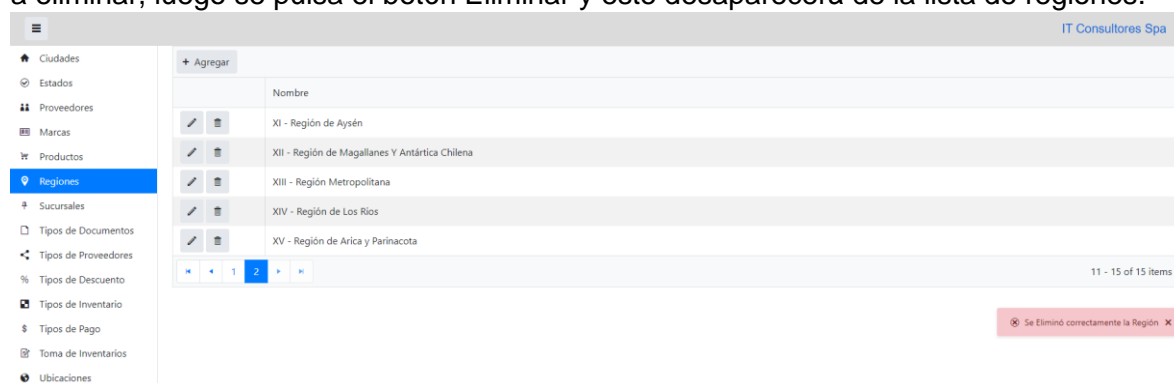 a eliminar, luego se pulsa el botón Eliminar y este desaparecerá de la lista de regiones.
IT Consultores Spa
Ciudades
Estados
Proveedores
Marcas
Productos
Regiones
Sucursales
Tipos de Documentos
Tipos de Proveedores
% Tipos de Descuento
Tipos de Inventario
$ Tipos de Pago
Toma de Inventarios
Ubicaciones
+ Agregar
Nombre
XI - Región de Aysén
XII - Región de Magallanes Y Antártica Chilena
XIII - Región Metropolitana
XIV - Región de Los Ríos
XV - Región de Arica y Parinacota
1 2
11 - 15 of 15 items
Se Eliminó correctamente la Región